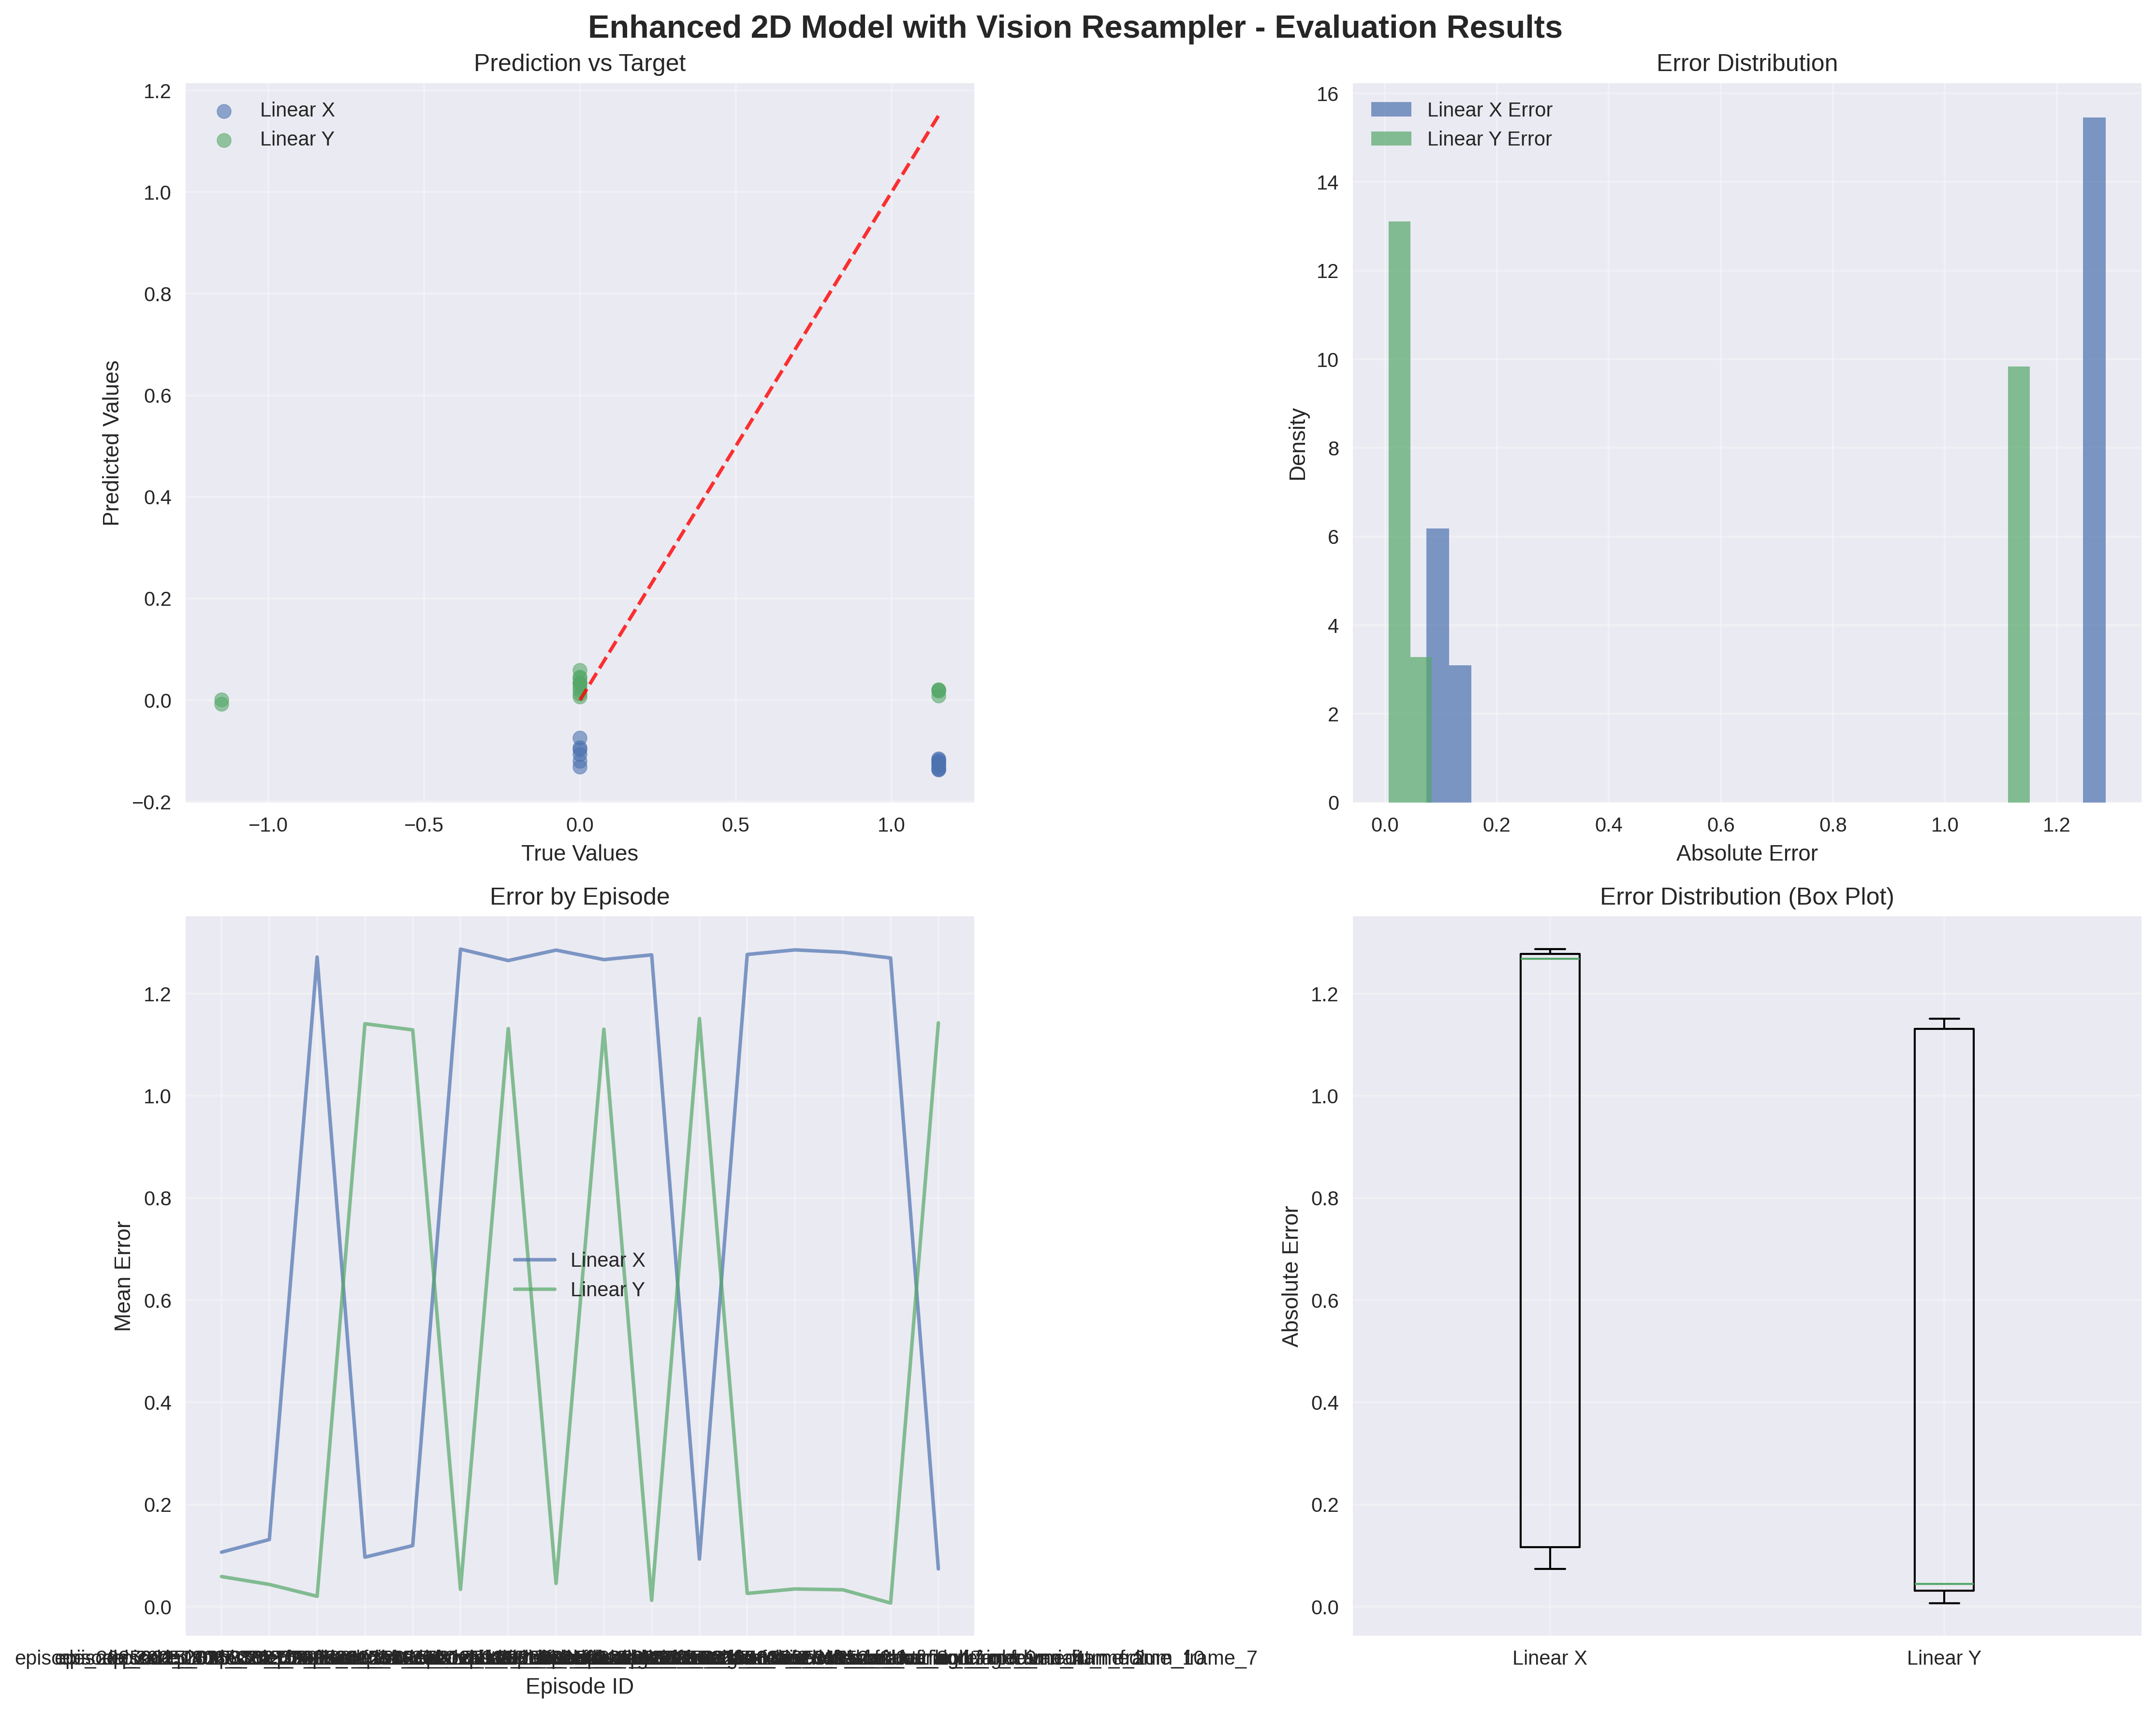 Enhanced 2D Model with Vision Resampler - Evaluation Results
Prediction vs Target
Linear X
Linear Y
1.2
1.0
0.8
0.6
0.4
0.2
0.0
−0.2
Predicted Values
−1.0
−0.5
0.0
0.5
1.0
True Values
Error Distribution
Linear X Error
Linear Y Error
16
14
12
10
8
6
4
2
0
Density
0.0
0.2
0.4
0.6
0.8
1.0
1.2
Absolute Error
Error by Episode
Linear X
Linear Y
1.2
1.0
0.8
0.6
0.4
0.2
0.0
Mean Error
Episode ID
Error Distribution (Box Plot)
1.2
1.0
0.8
0.6
0.4
0.2
0.0
Absolute Error
Linear X
Linear Y